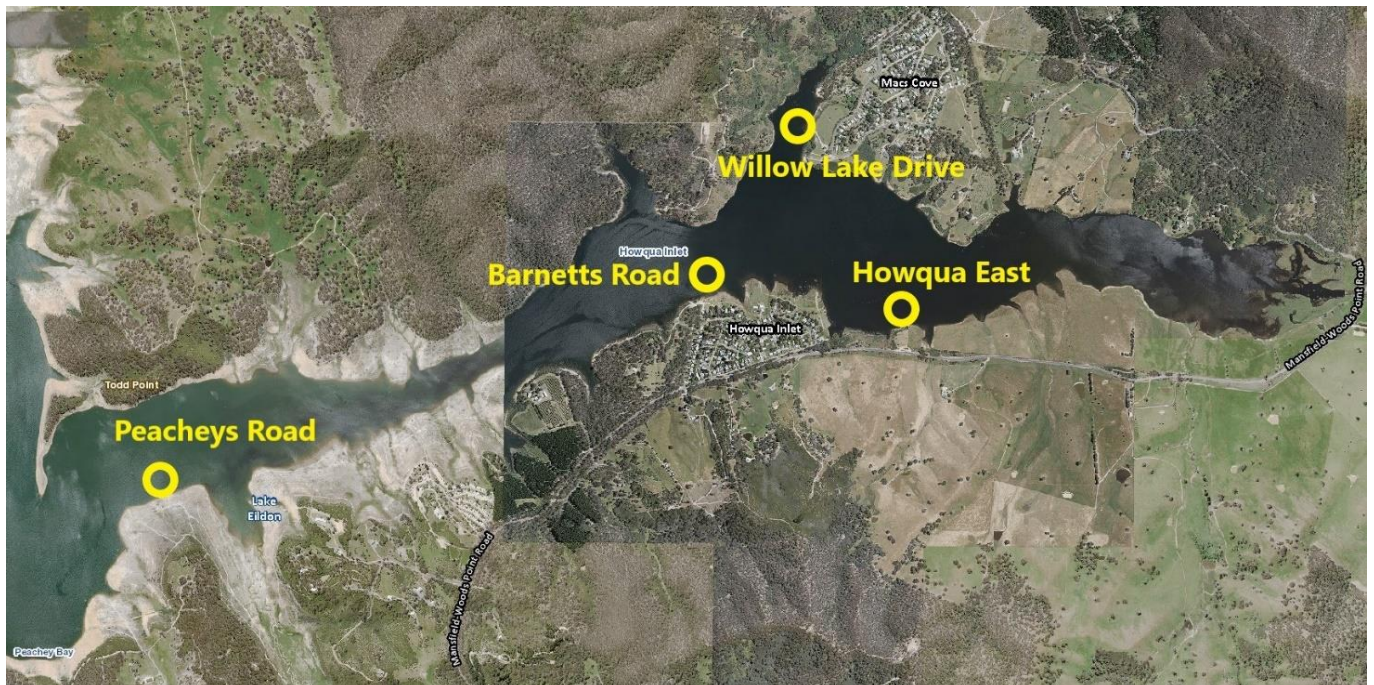 Macs Cove
Willow Lake Drive
Howqua Inlet
Barnetts Road
Howqua East
Howqua Inlet
Mansfield-Woods Point Road
Todd Point
Peacheys Road
Lake
Eildon
Mansfield-Woods Point Road
Peachey Bay